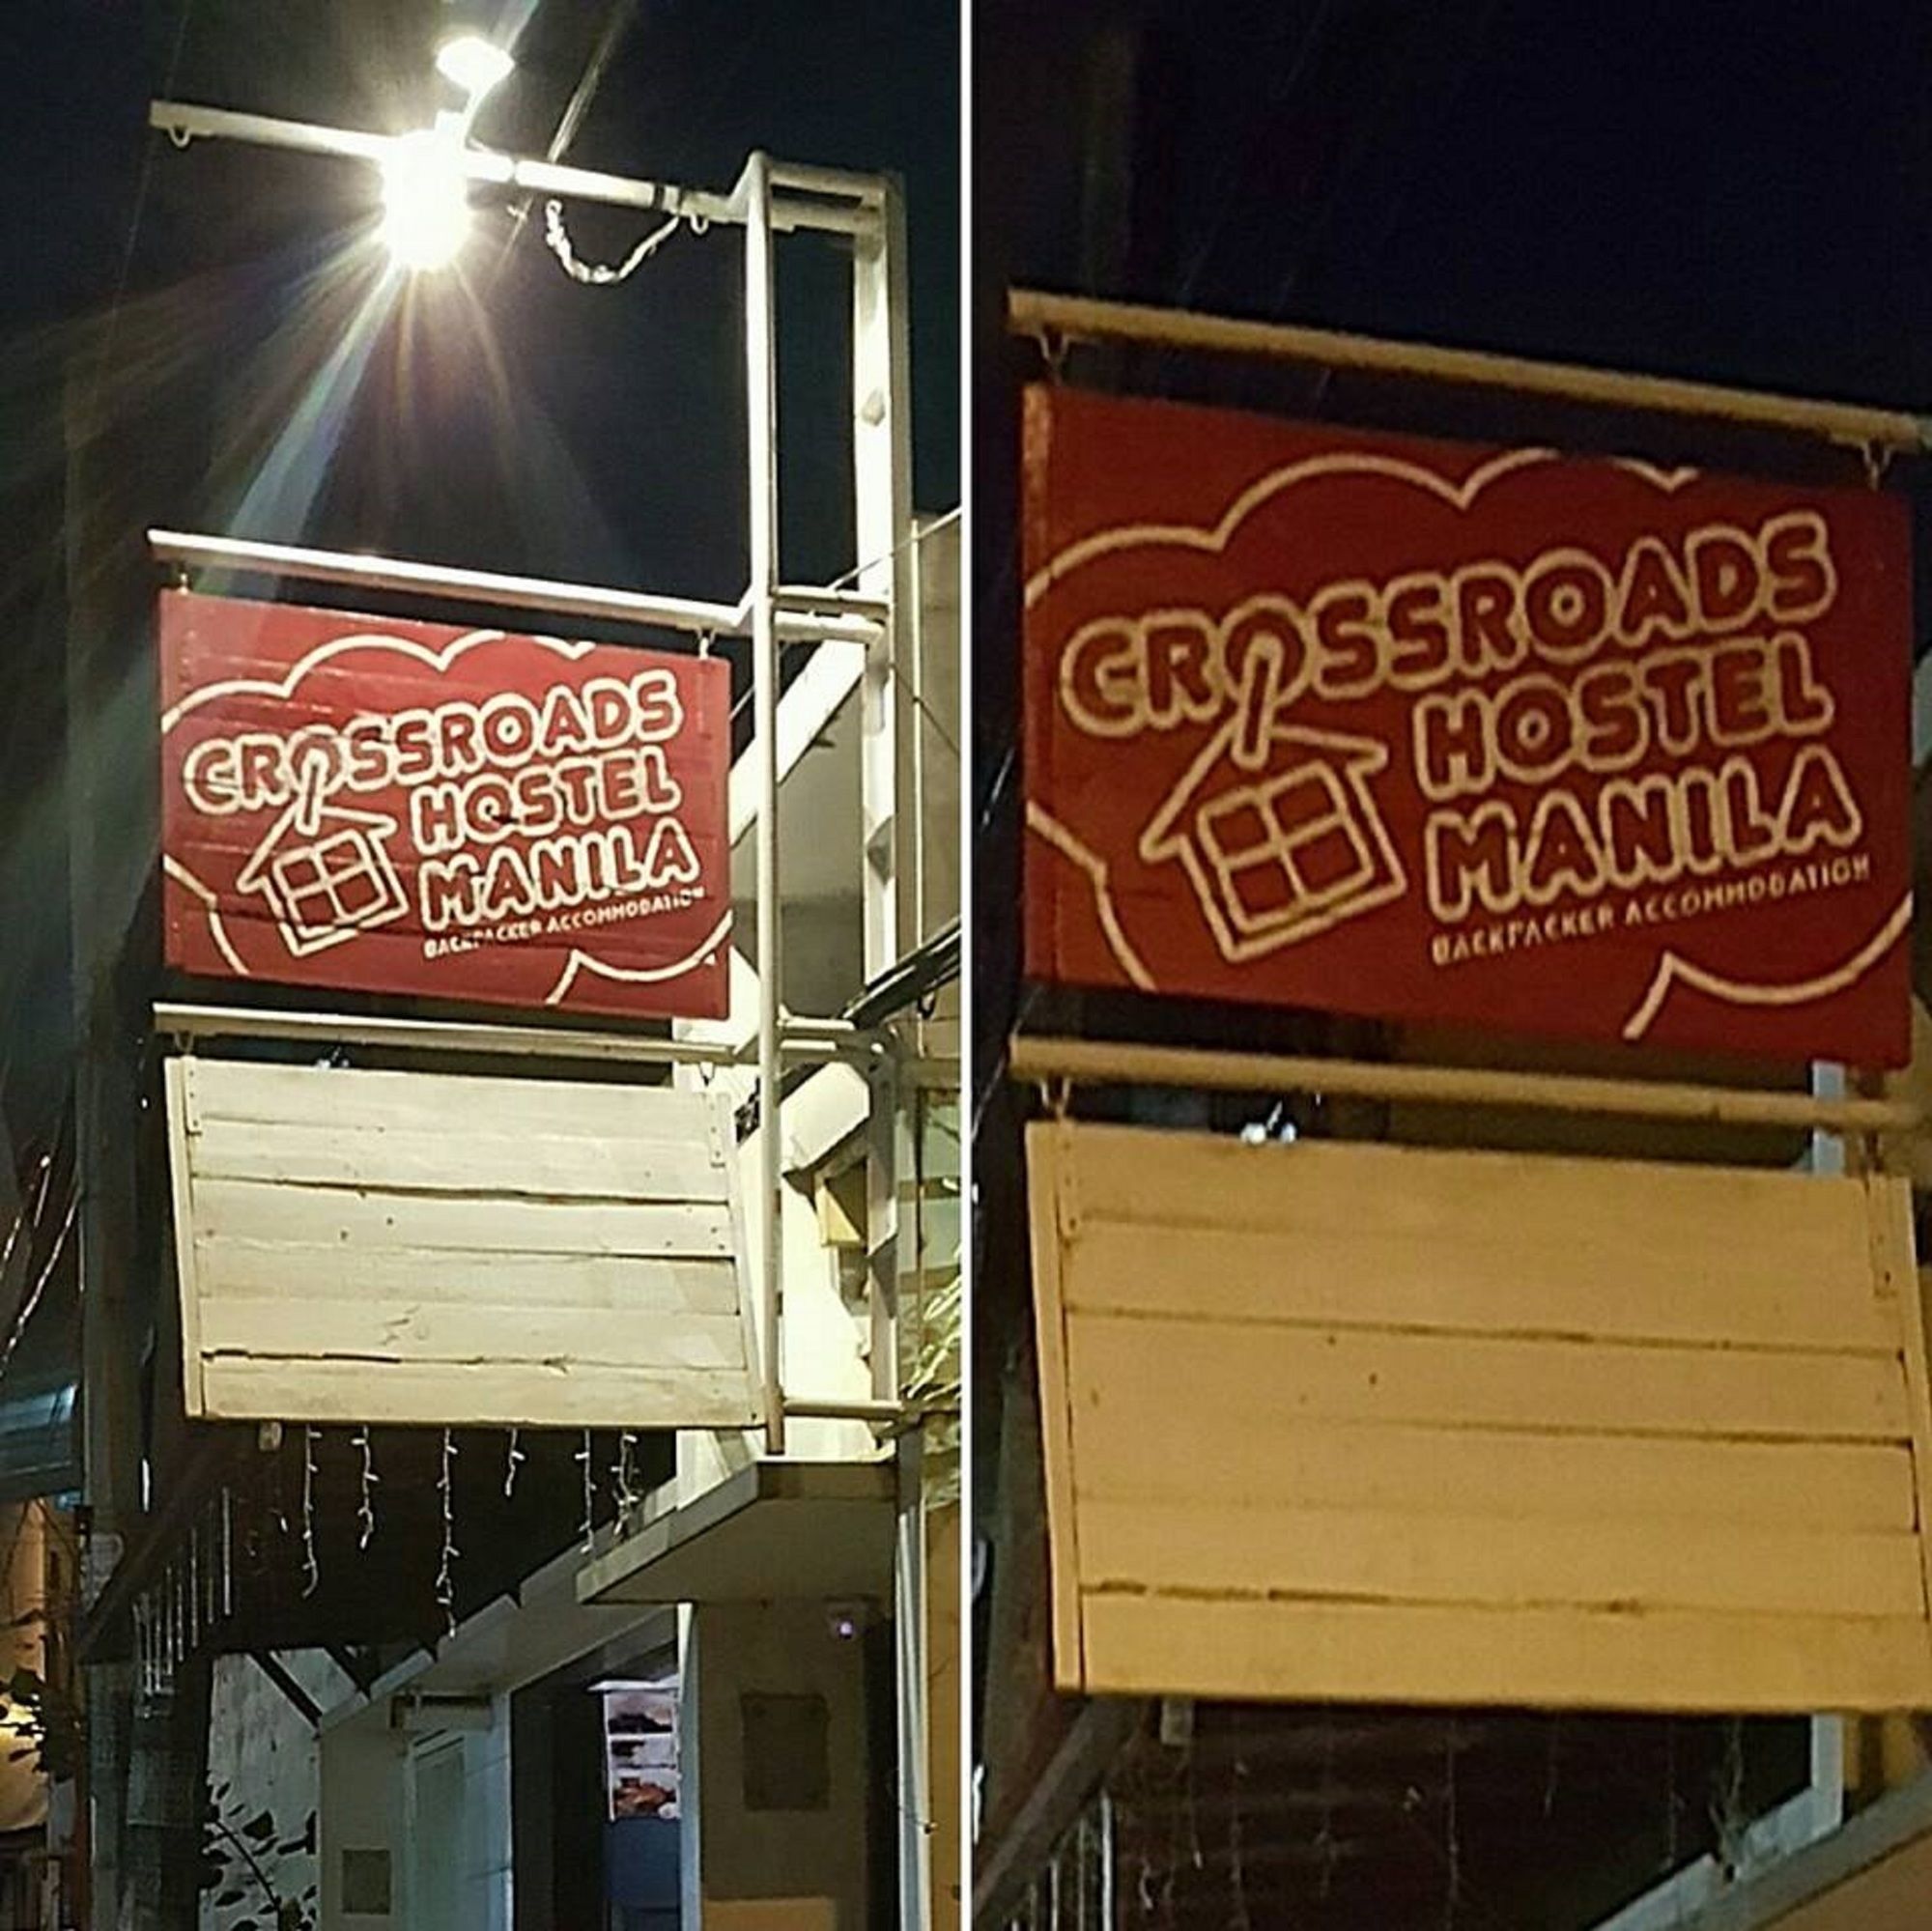 CROSSROADS
HOSTEL
MANILA
BACKPACKER ACCOMMODATION
CROSSROADS
HOSTEL
MANILA
BACKPACKER ACCOMMODATION